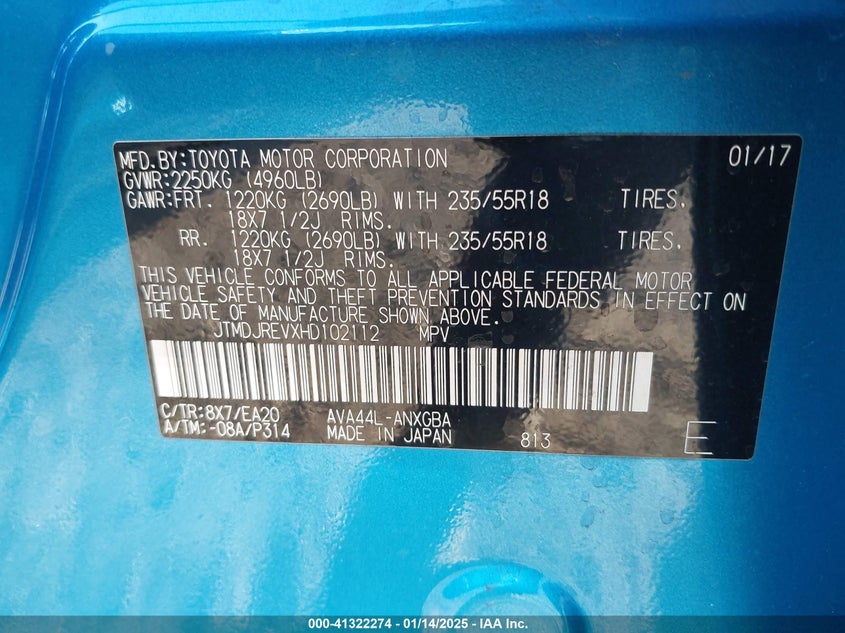 MFD.BY:TOYOTA MOTOR CORPORATION 01/17
GVWR:2250KG (4960LB)
GAWR:FRT. 1220KG (2690LB) WITH 235/55R18 TIRES,
18X7 1/2J RIMS.
RR. 1220KG (2690LB) WITH 235/55R18 TIRES,
18X7 1/2J RIMS.
THIS VEHICLE CONFORMS TO ALL APPLICABLE FEDERAL MOTOR
VEHICLE SAFETY AND THEFT PREVENTION STANDARDS IN EFFECT ON
THE DATE OF MANUFACTURE SHOWN ABOVE.
JTMDJREVXHD102112 MPV
C/TR:8X7/EA20 AVA44L-ANXGBA
A/TM:-08A/P314 MADE IN JAPAN 813 E
000-41322274 - 01/14/2025 - IAA Inc.